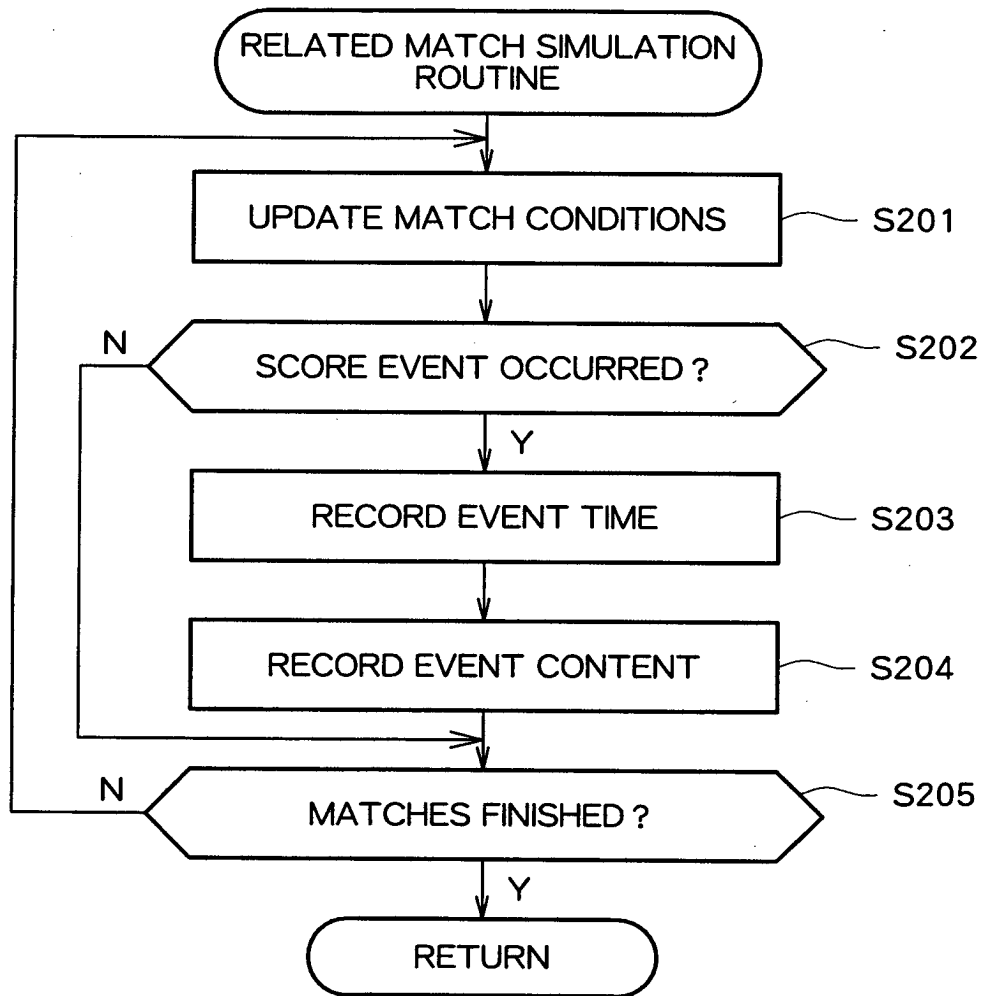 RELATED MATCH SIMULATION
ROUTINE
UPDATE MATCH CONDITIONS
S201
N
SCORE EVENT OCCURRED ?
S202
Y
RECORD EVENT TIME
S203
RECORD EVENT CONTENT
S204
N
MATCHES FINISHED ?
S205
Y
RETURN